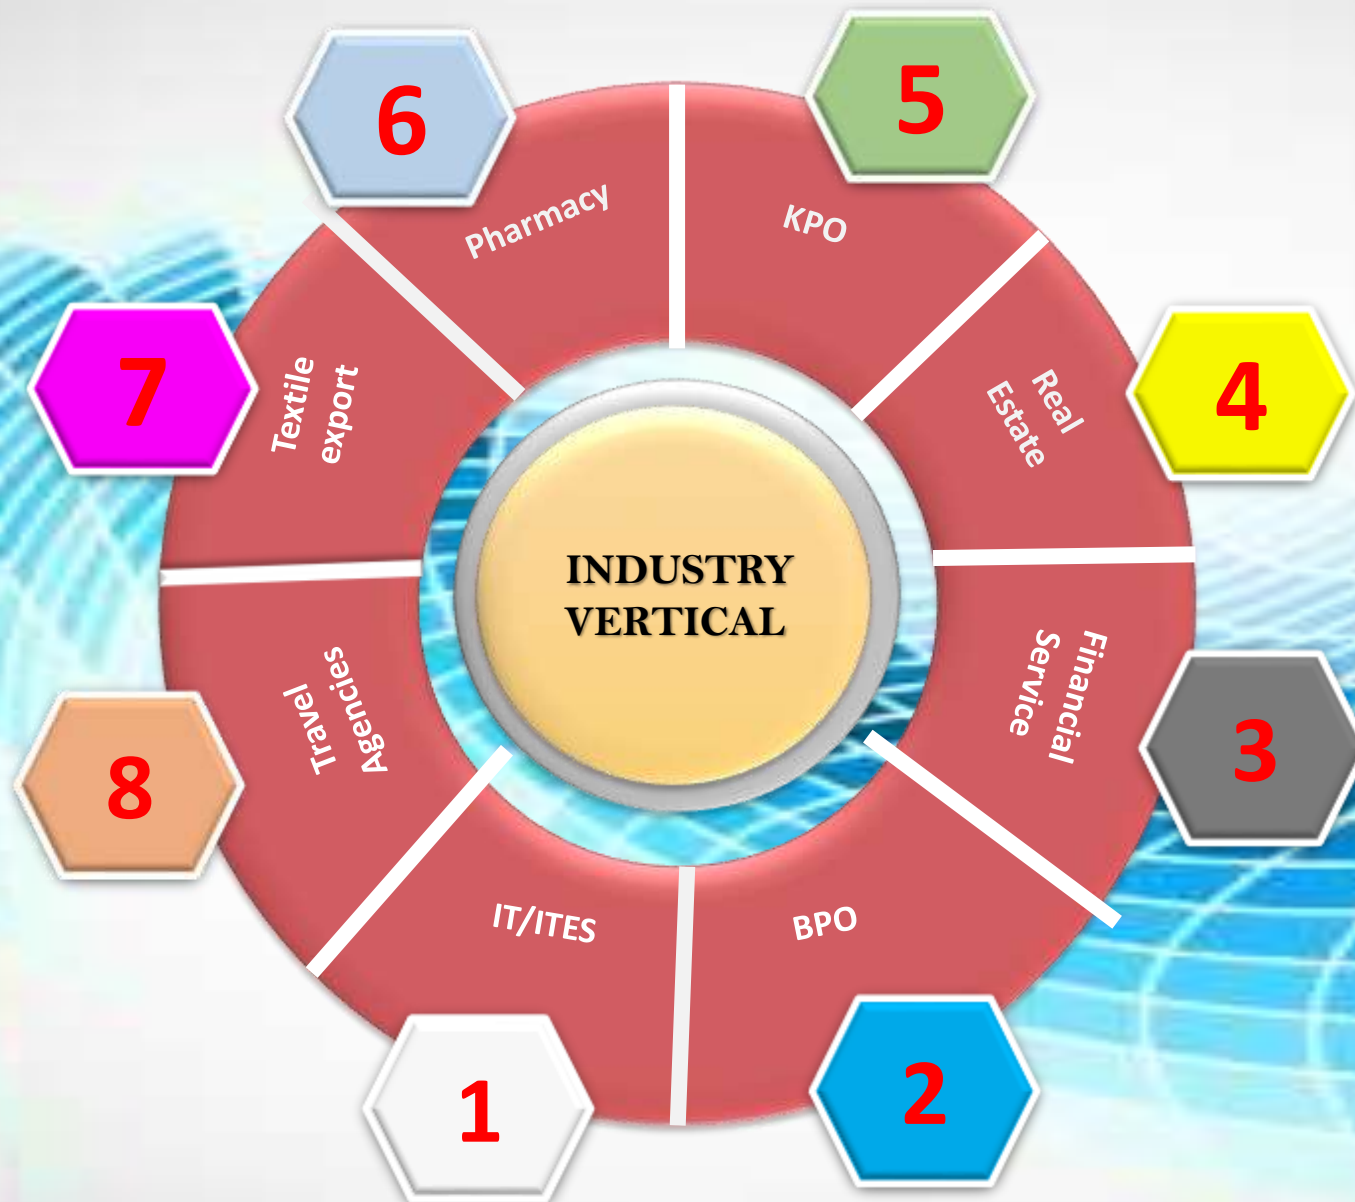 6
5
Pharmacy
KPO
7
Textile
export
Real
Estate
4
INDUSTRY
VERTICAL
Travel
Agencies
Financial
Service
8
3
IT/ITES
BPO
1
2